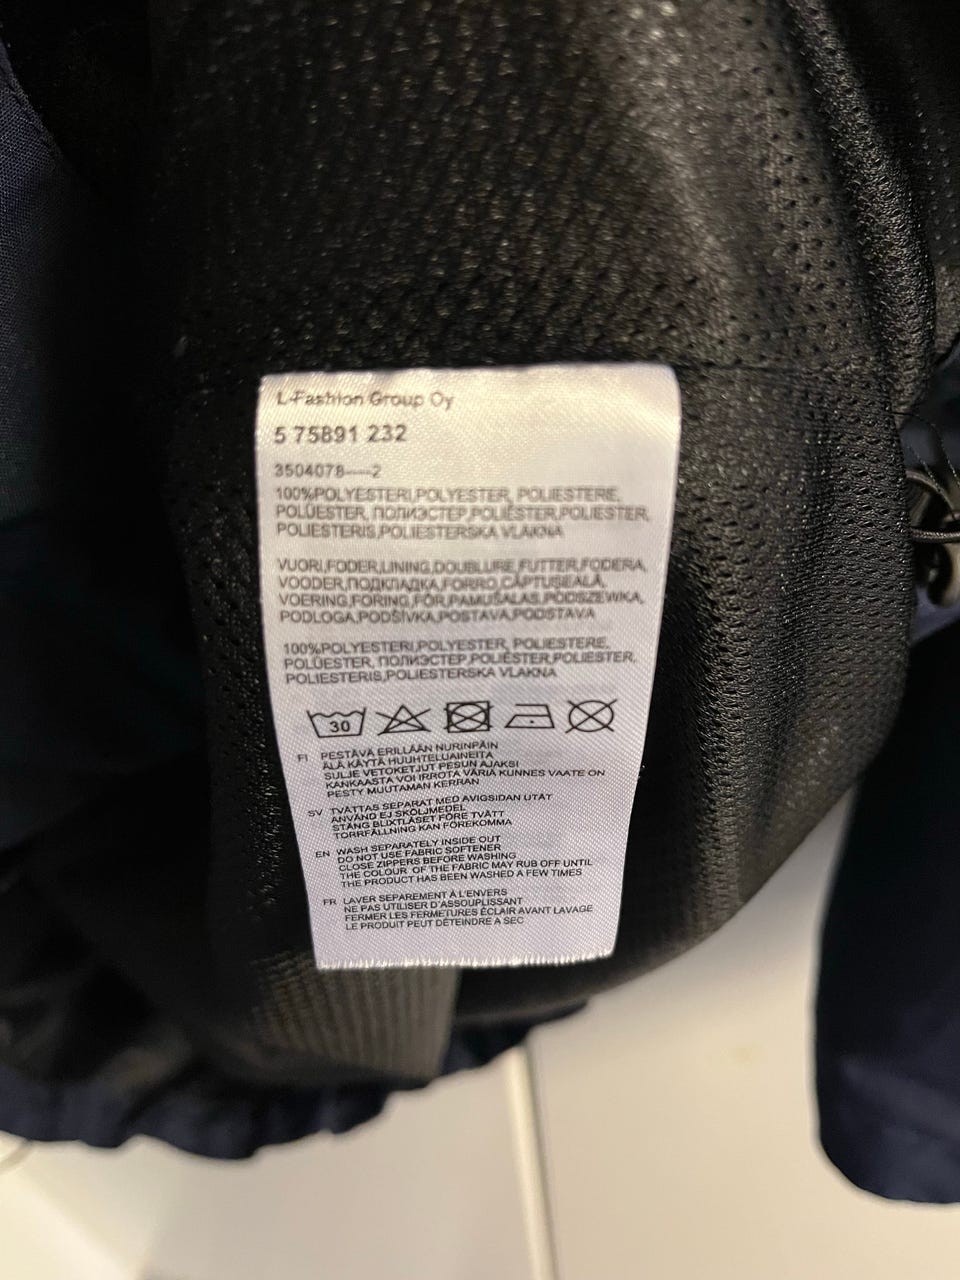 L-Fashion Group Oy
5 75891 232
3504078-----2
100%POLYESTERI,POLYESTER, POLIESTERE,
POLÜESTER, ПОЛИЭСТЕР,POLIÉSTER,POLIESTER,
POLIESTERIS,POLIESTERSKA VLAKNA
VUORI,FODER,LINING,DOUBLURE,FUTTER,FODERA,
VOODER,ПОДКЛАДКА,FORRO,CĂPTUȘEALĂ,
VOERING,FORING,FÓR,PAMUŠALAS,PODSZEWKA,
PODLOGA,PODŠÍVKA,POSTAVA,PODSTAVA
100%POLYESTERI,POLYESTER, POLIESTERE,
POLÜESTER, ПОЛИЭСТЕР,POLIÉSTER,POLIESTER,
POLIESTERIS,POLIESTERSKA VLAKNA
30
FI PESTÄVÄ ERILLÄÄN NURINPÄIN
ÄLÄ KÄYTÄ HUUHTELUAINEITA
SULJE VETOKETJUT PESUN AJAKSI
KANKAASTA VOI IRROTA VÄRIÄ KUNNES VAATE ON
PESTY MUUTAMAN KERRAN
SV TVÄTTAS SEPARAT MED AVIGSIDAN UTÅT
ANVÄND EJ SKÖLJMEDEL
STÄNG BLIXTLÅSET FÖRE TVÄTT
TORRFÄLLNING KAN FÖREKOMMA
EN WASH SEPARATELY INSIDE OUT
DO NOT USE FABRIC SOFTENER
CLOSE ZIPPERS BEFORE WASHING
THE COLOUR OF THE FABRIC MAY RUB OFF UNTIL
THE PRODUCT HAS BEEN WASHED A FEW TIMES
FR LAVER SEPAREMENT À L'ENVERS
NE PAS UTILISER D'ASSOUPLISSANT
FERMER LES FERMETURES ÉCLAIR AVANT LAVAGE
LE PRODUIT PEUT DÉTEINDRE A SEC